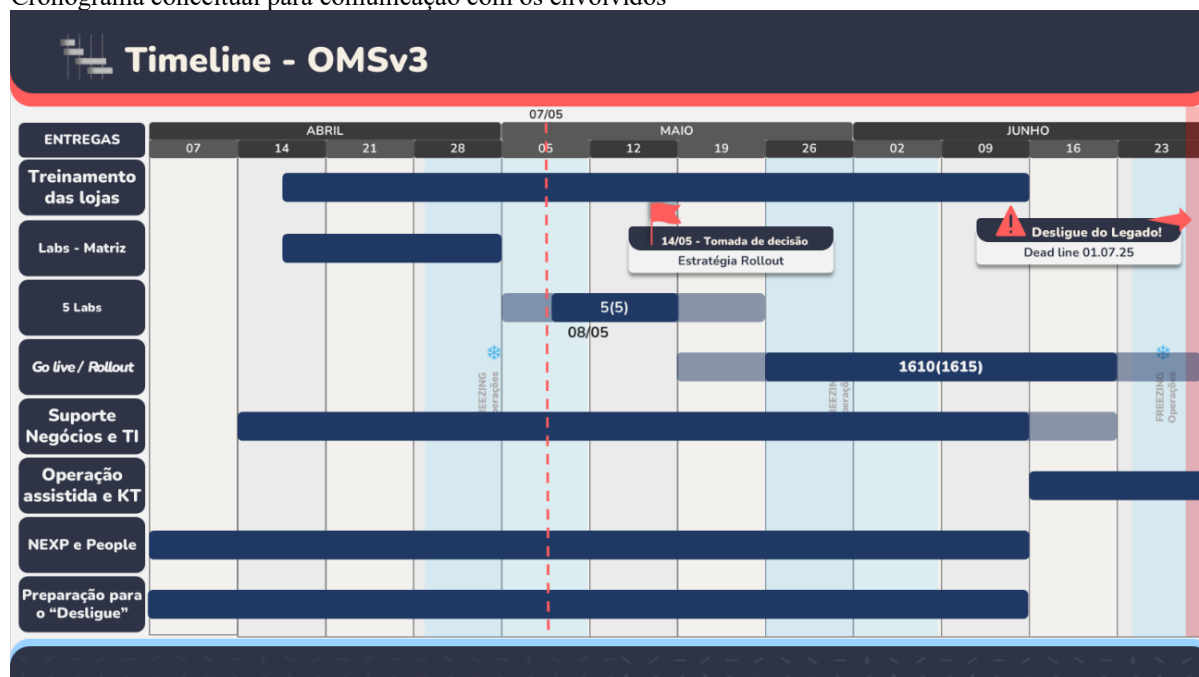 Cronograma conceitual para comunicação com os envolvidos
Timeline - OMSv3
07/05
ENTREGAS
ABRIL
MAIO
JUNHO
07
14
21
28
05
12
19
26
02
09
16
23
Treinamento
das lojas
Labs - Matriz
14/05 - Tomada de decisão
Estratégia Rollout
Desligue do Legado!
Dead line 01.07.25
5 Labs
5(5)
08/05
Go live / Rollout
1610(1615)
FREEZING
Operações
Suporte
Negócios e TI
Operação
assistida e KT
NEXP e People
Preparação para
o “Desligue”